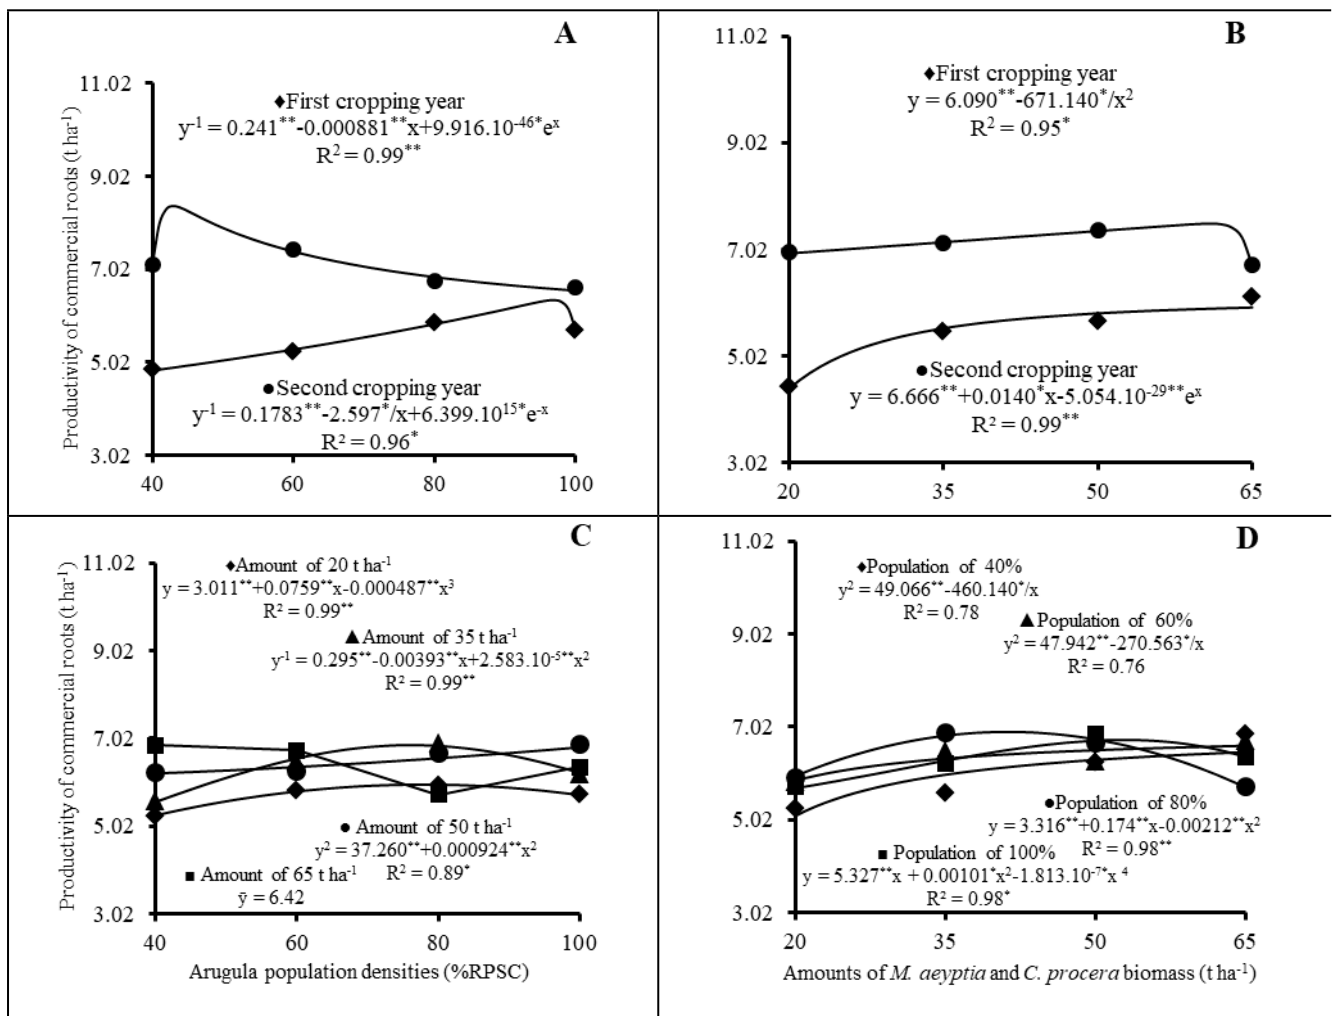 A
11.02
9.02
7.02
5.02
3.02
Productivity of commercial roots (t ha⁻¹)
♦First cropping year
y⁻¹ = 0.241**-0.000881**x+9.916.10⁻⁴⁶*eˣ
R² = 0.99**
●Second cropping year
y⁻¹ = 0.1783**-2.597*/x+6.399.10¹⁵*e⁻ˣ
R² = 0.96*
40 60 80 100
B
11.02
9.02
7.02
5.02
3.02
♦First cropping year
y = 6.090**-671.140*/x²
R² = 0.95*
●Second cropping year
y = 6.666**+0.0140*x-5.054.10⁻²⁹**eˣ
R² = 0.99**
20 35 50 65
C
11.02
9.02
7.02
5.02
3.02
Productivity of commercial roots (t ha⁻¹)
♦Amount of 20 t ha⁻¹
y = 3.011**+0.0759**x-0.000487**x³
R² = 0.99**
▲ Amount of 35 t ha⁻¹
y⁻¹ = 0.295**-0.00393**x+2.583.10⁻⁵**x²
R² = 0.99**
● Amount of 50 t ha⁻¹
y² = 37.260**+0.000924**x²
R² = 0.89*
■ Amount of 65 t ha⁻¹
ȳ = 6.42
40 60 80 100
Arugula population densities (%RPSC)
D
11.02
9.02
7.02
5.02
3.02
♦Population of 40%
y² = 49.066**-460.140*/x
R² = 0.78
▲ Population of 60%
y² = 47.942**-270.563*/x
R² = 0.76
●Population of 80%
y = 3.316**+0.174**x-0.00212**x²
R² = 0.98**
■ Population of 100%
y = 5.327**x + 0.00101*x²-1.813.10⁻⁷*x ⁴
R² = 0.98*
20 35 50 65
Amounts of M. aeyptia and C. procera biomass (t ha⁻¹)